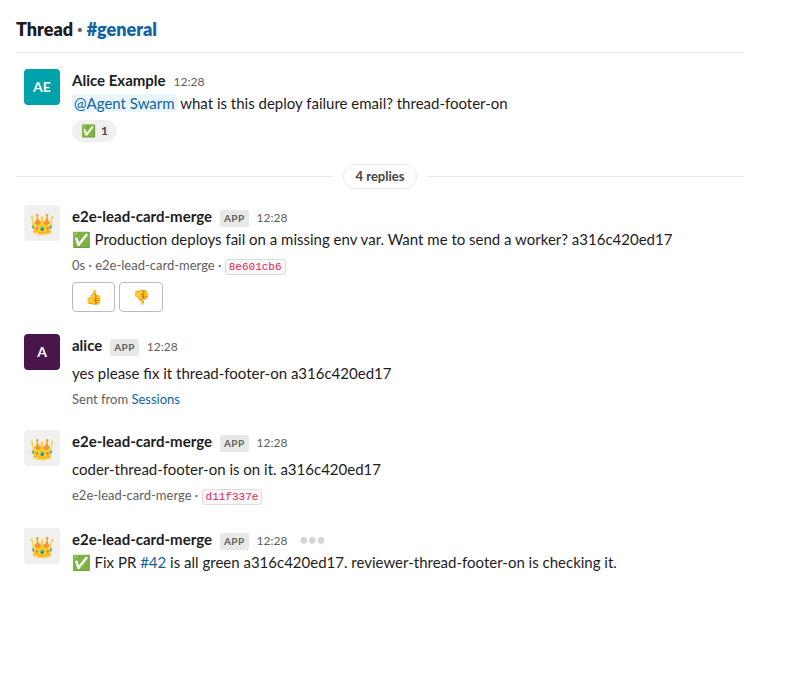 Thread • #general
AE
Alice Example 12:28
@Agent Swarm what is this deploy failure email? thread-footer-on
✅ 1
4 replies
e2e-lead-card-merge APP 12:28
✅ Production deploys fail on a missing env var. Want me to send a worker? a316c420ed17
0s · e2e-lead-card-merge · 8e601cb6
👍 👎
A
alice APP 12:28
yes please fix it thread-footer-on a316c420ed17
Sent from Sessions
e2e-lead-card-merge APP 12:28
coder-thread-footer-on is on it. a316c420ed17
e2e-lead-card-merge · d11f337e
e2e-lead-card-merge APP 12:28
✅ Fix PR #42 is all green a316c420ed17. reviewer-thread-footer-on is checking it.